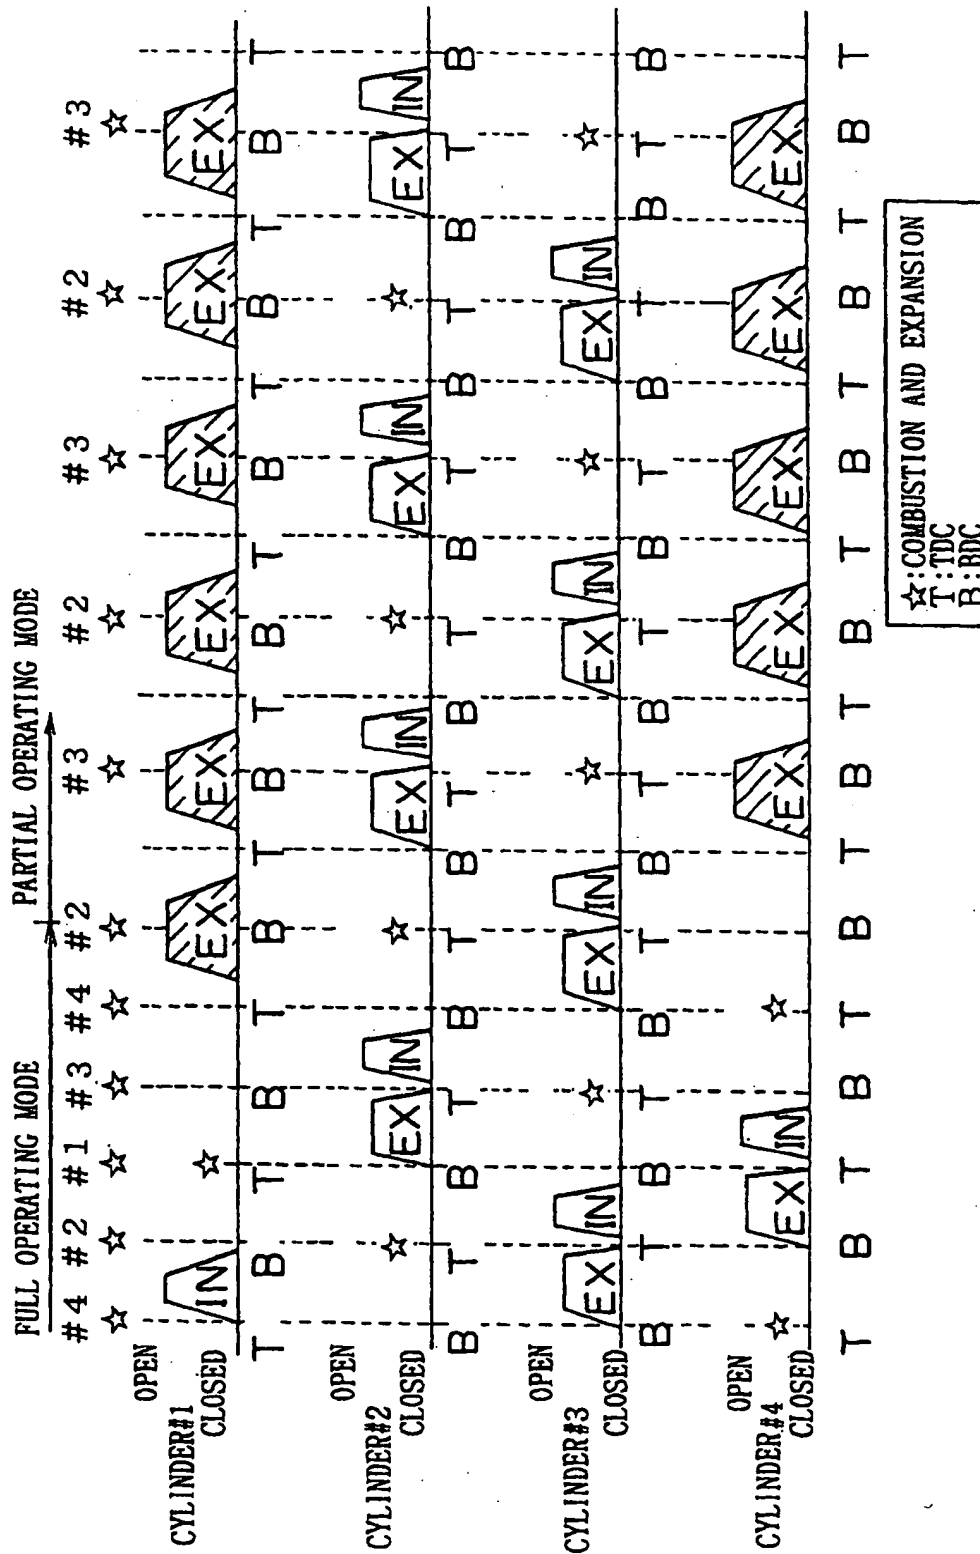 FULL OPERATING MODE PARTIAL OPERATING MODE
#4 #2 #1 #3 #4 #2 #3 #2 #3 #2 #3
☆ ☆ ☆ ☆ ☆ ☆ ☆ ☆ ☆ ☆ ☆
OPEN
CYLINDER#1 IN ☆ EX EX EX EX EX EX
CLOSED
T B T B T B T B T B T B T B T B T
OPEN
CYLINDER#2 ☆ EX IN ☆ EX IN ☆ EX IN ☆ EX IN
CLOSED
B T B T B T B T B T B T B T B T B
OPEN
CYLINDER#3 EX IN ☆ EX IN ☆ EX IN ☆ EX IN ☆
CLOSED
B T B T B T B T B T B T B T B T B
OPEN
CYLINDER#4 ☆ EX IN ☆ EX EX EX EX EX
CLOSED
T B T B T B T B T B T B T B T B T
☆:COMBUSTION AND EXPANSION
T:TDC
B:BDC